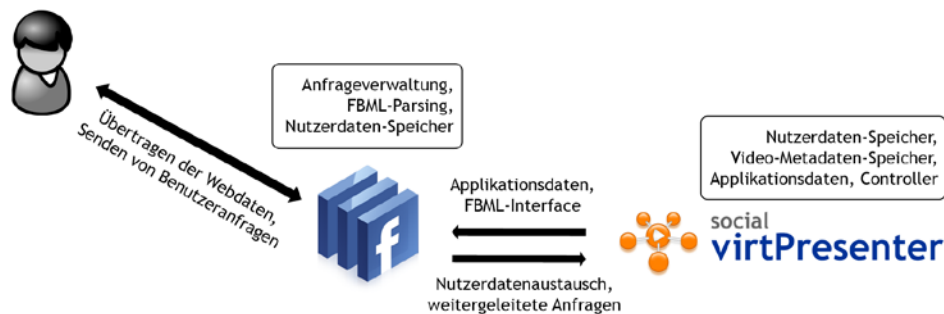 Anfrageverwaltung,
FBML-Parsing,
Nutzerdaten-Speicher
Übertragen der Webdaten,
Senden von Benutzeranfragen
Nutzerdaten-Speicher,
Video-Metadaten-Speicher,
Applikationsdaten, Controller
Applikationsdaten,
FBML-Interface
f
social
virtPresenter
Nutzerdatenaustausch,
weitergeleitete Anfragen